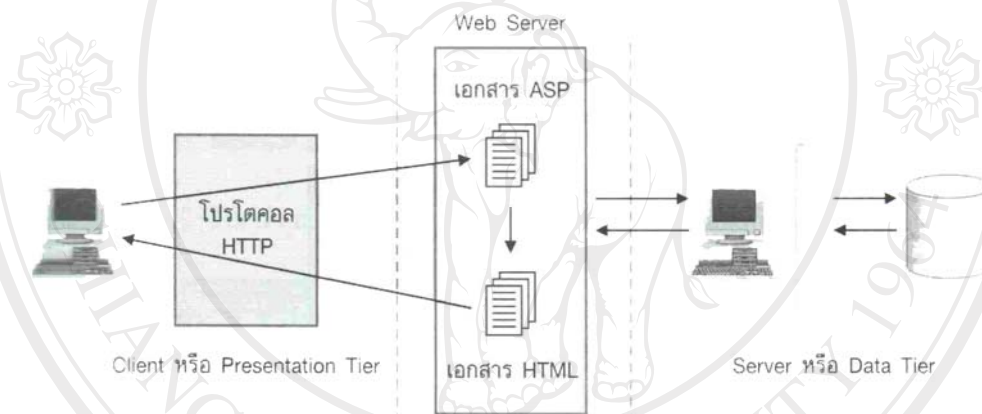 Web Server
เอกสาร ASP
โปรโตคอล
HTTP
Client หรือ Presentation Tier
เอกสาร HTML
Server หรือ Data Tier